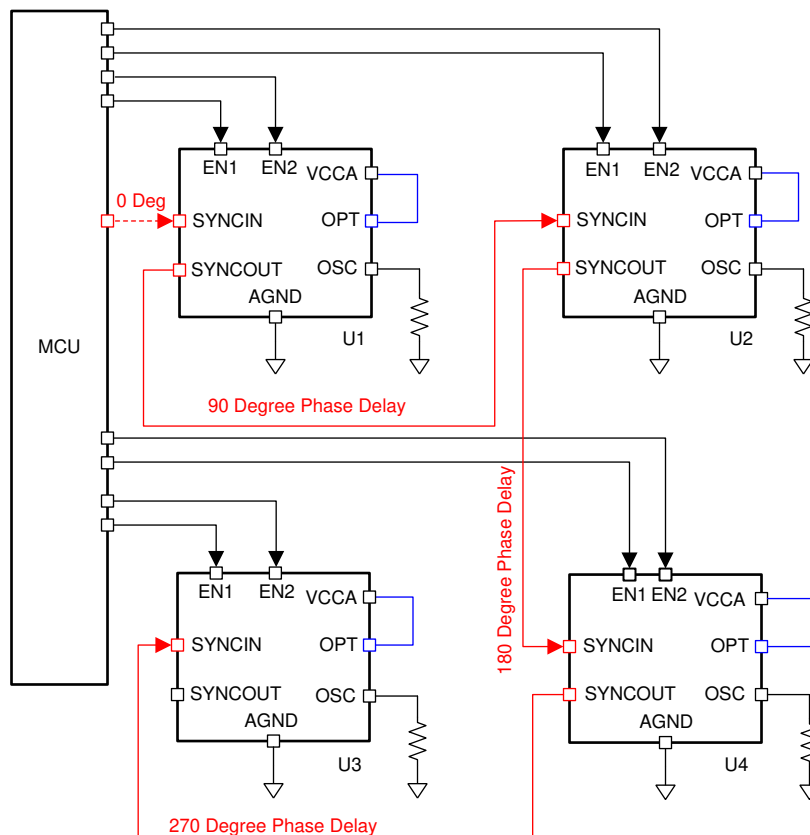 MCU
EN1
EN2
VCCA
0 Deg
SYNCIN
OPT
SYNCOUT
OSC
AGND
U1
EN1
EN2
VCCA
SYNCIN
OPT
SYNCOUT
OSC
AGND
U2
90 Degree Phase Delay
180 Degree Phase Delay
EN1
EN2
VCCA
SYNCIN
OPT
SYNCOUT
OSC
AGND
U3
EN1
EN2
VCCA
SYNCIN
OPT
SYNCOUT
OSC
AGND
U4
270 Degree Phase Delay